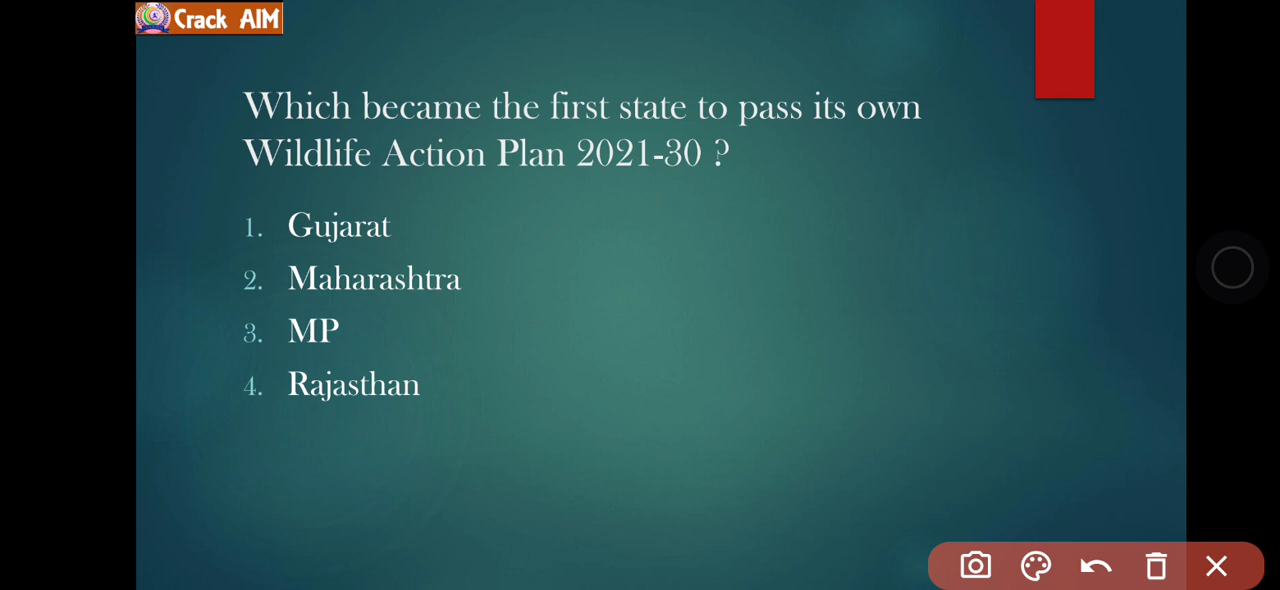 Crack AIM
Which became the first state to pass its own
Wildlife Action Plan 2021-30 ?
1. Gujarat
2. Maharashtra
3. MP
4. Rajasthan